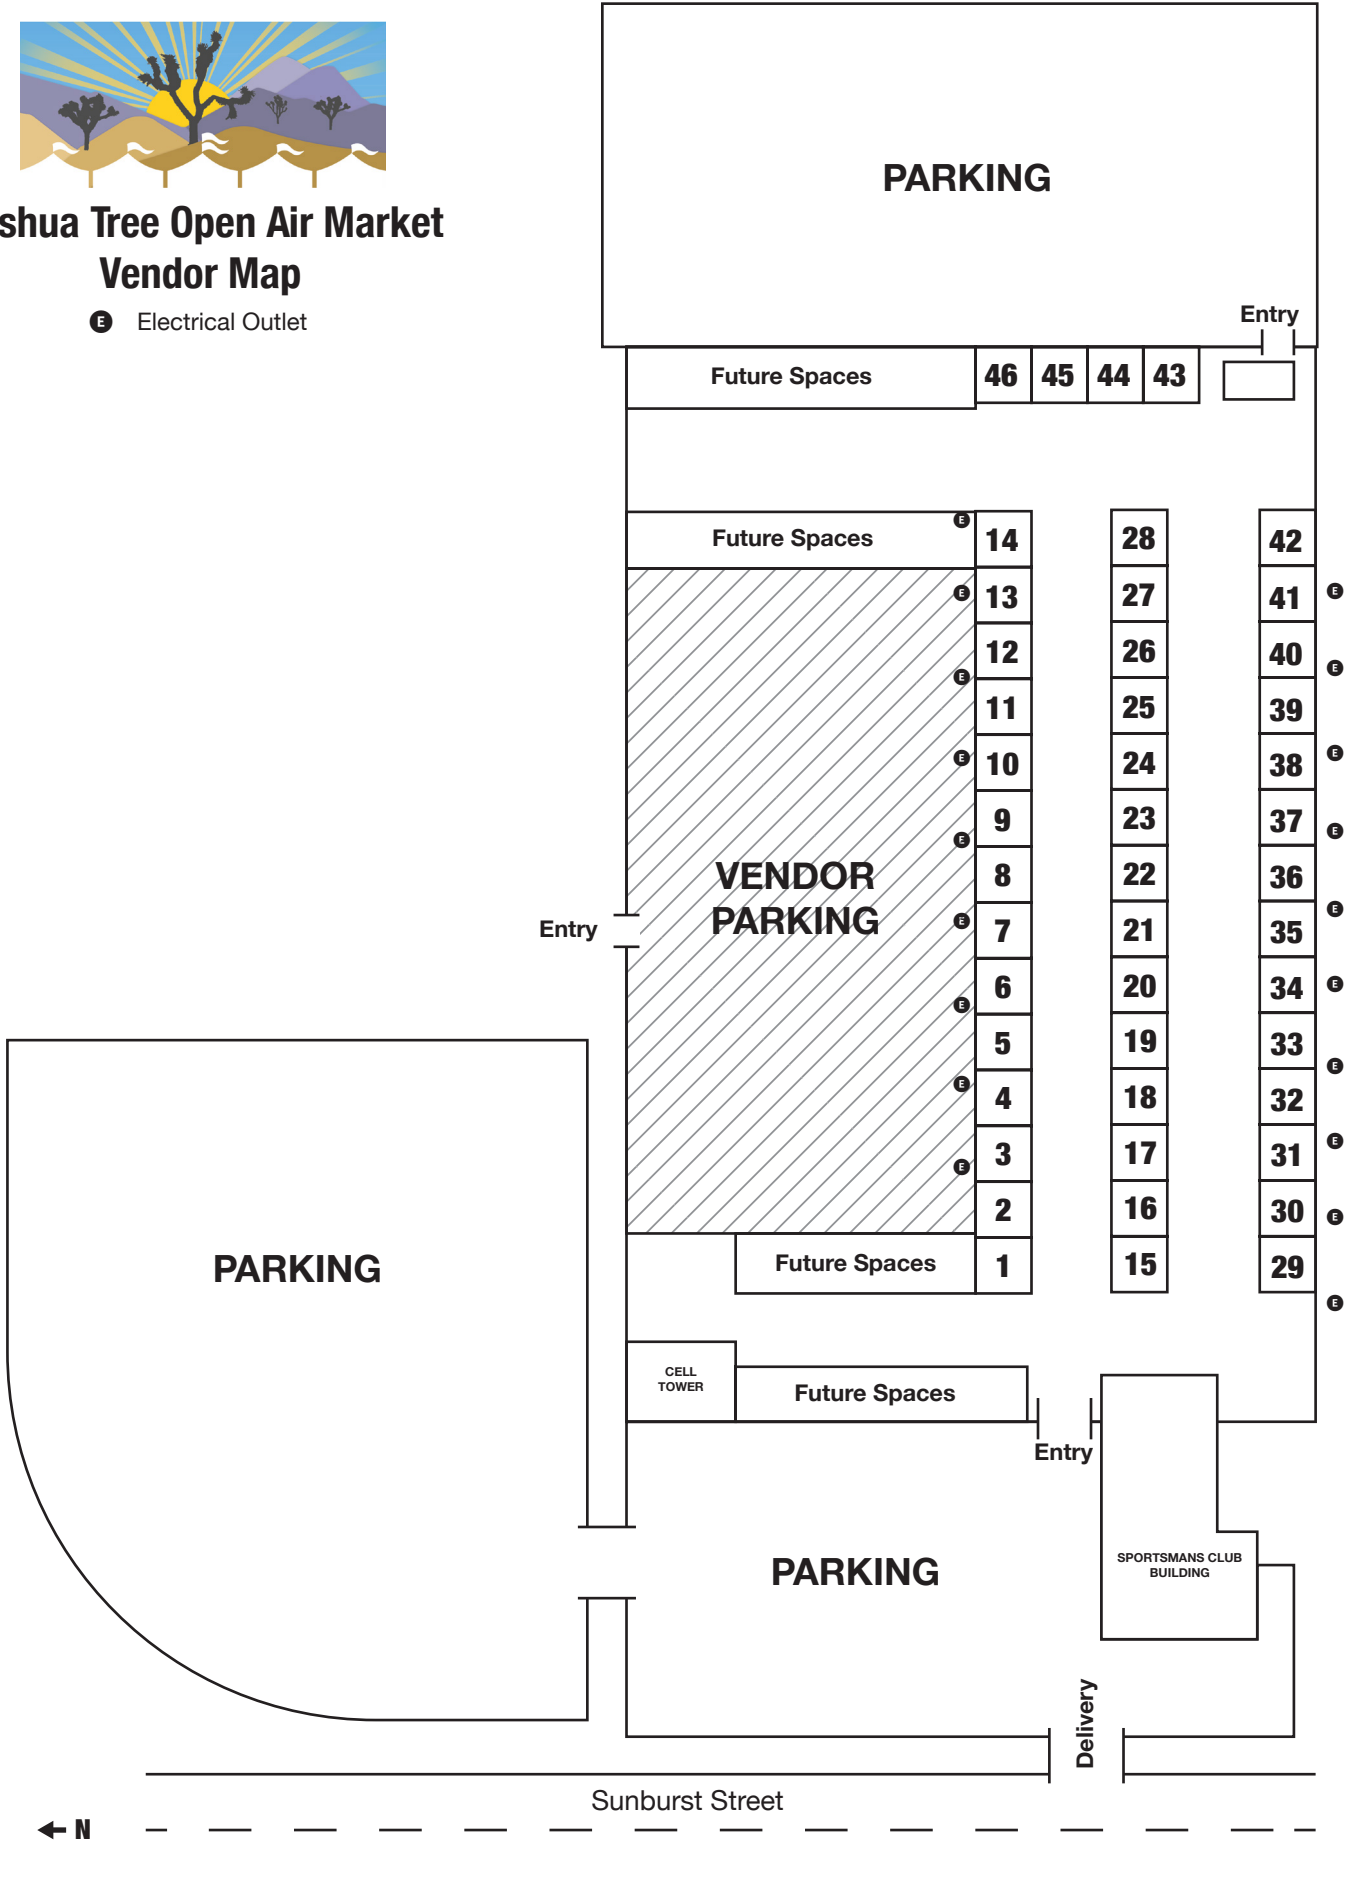 shua Tree Open Air Market
Vendor Map
E Electrical Outlet
PARKING
Entry
Future Spaces 46 45 44 43
E
Future Spaces 14 28 42
E 13 27 41 E
12 26 40 E
E
11 25 39
E 10 24 38 E
9 23 37 E
E
VENDOR
PARKING
8 22 36
Entry
E 7 21 35 E
6 20 34 E
E
5 19 33
E
E 4 18 32
3 17 31 E
E
2 16 30 E
Future Spaces 1 15 29
E
PARKING
CELL
TOWER
Future Spaces
Entry
PARKING
SPORTSMANS CLUB
BUILDING
Delivery
Sunburst Street
N